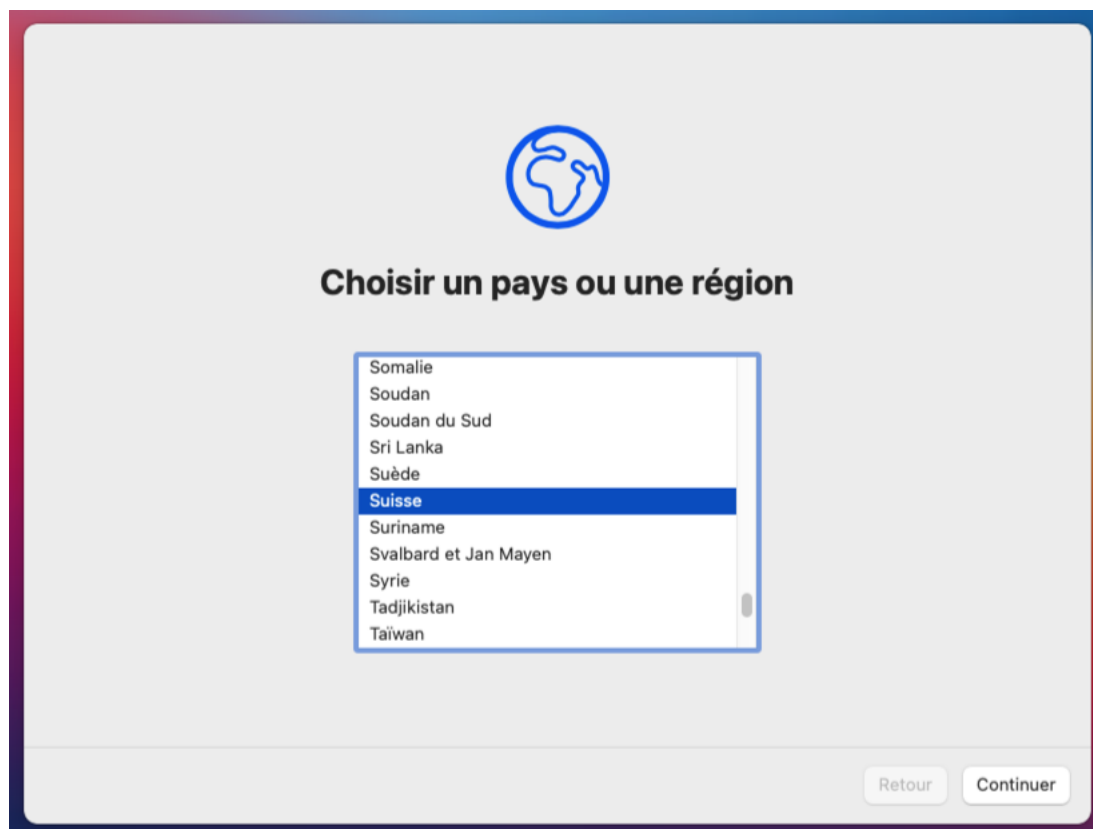 Choisir un pays ou une région
Somalie
Soudan
Soudan du Sud
Sri Lanka
Suède
Suisse
Suriname
Svalbard et Jan Mayen
Syrie
Tadjikistan
Taïwan
Retour
Continuer